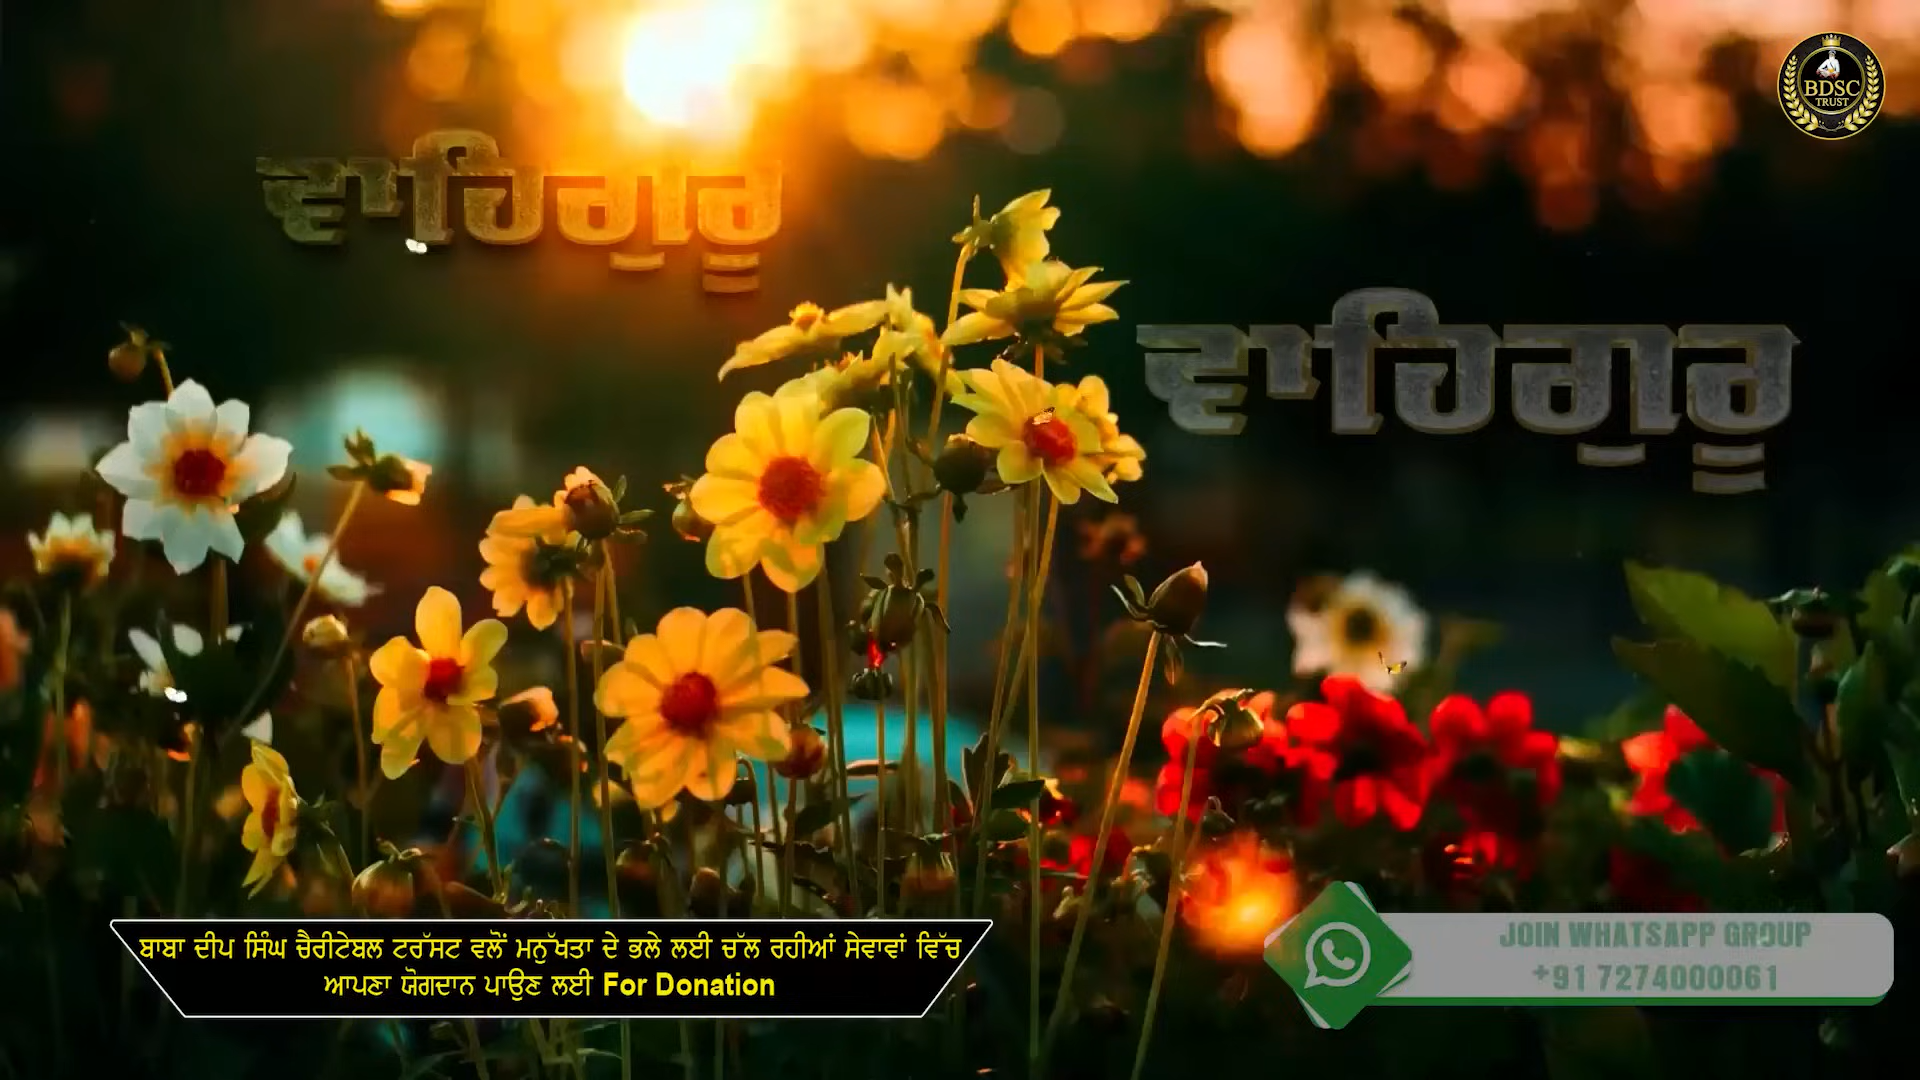 BDSC
TRUST
ਵਾਹਿਗੁਰੂ
ਵਾਹਿਗੁਰੂ
ਬਾਬਾ ਦੀਪ ਸਿੰਘ ਚੈਰੀਟੇਬਲ ਟਰੱਸਟ ਵਲੋਂ ਮਨੁੱਖਤਾ ਦੇ ਭਲੇ ਲਈ ਚੱਲ ਰਹੀਆਂ ਸੇਵਾਵਾਂ ਵਿੱਚ
ਆਪਣਾ ਯੋਗਦਾਨ ਪਾਉਣ ਲਈ For Donation
JOIN WHATSAPP GROUP
+91 7274000061